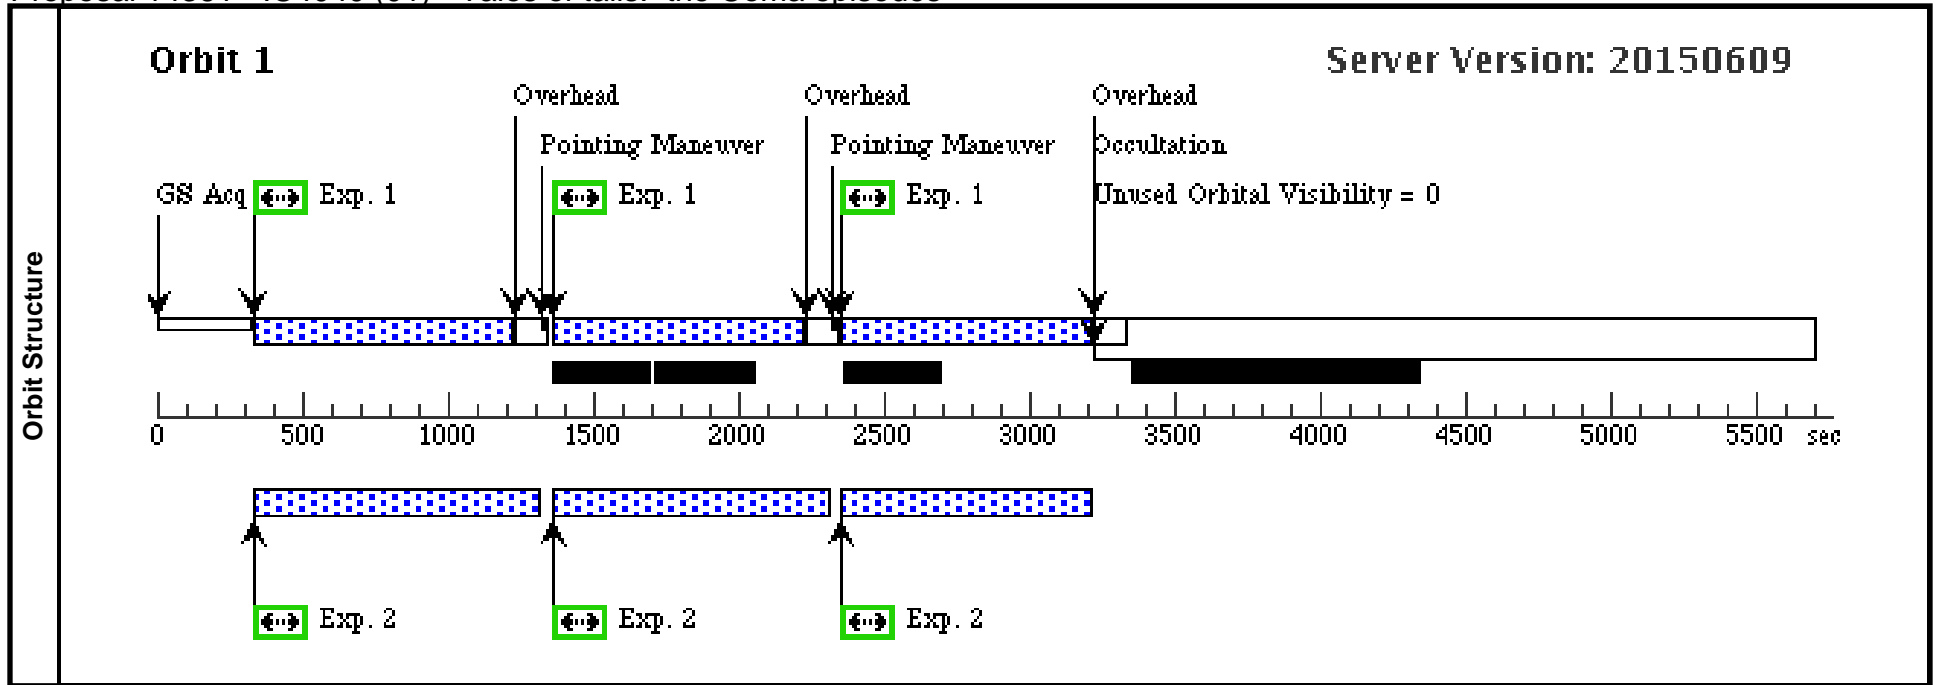 Orbit 1
Server Version: 20150609
Overhead Overhead Overhead
Pointing Maneuver Pointing Maneuver Occultation
GS Acq Exp. 1 Exp. 1 Exp. 1 Unused Orbital Visibility = 0
Orbit Structure
0 500 1000 1500 2000 2500 3000 3500 4000 4500 5000 5500 sec
Exp. 2 Exp. 2 Exp. 2